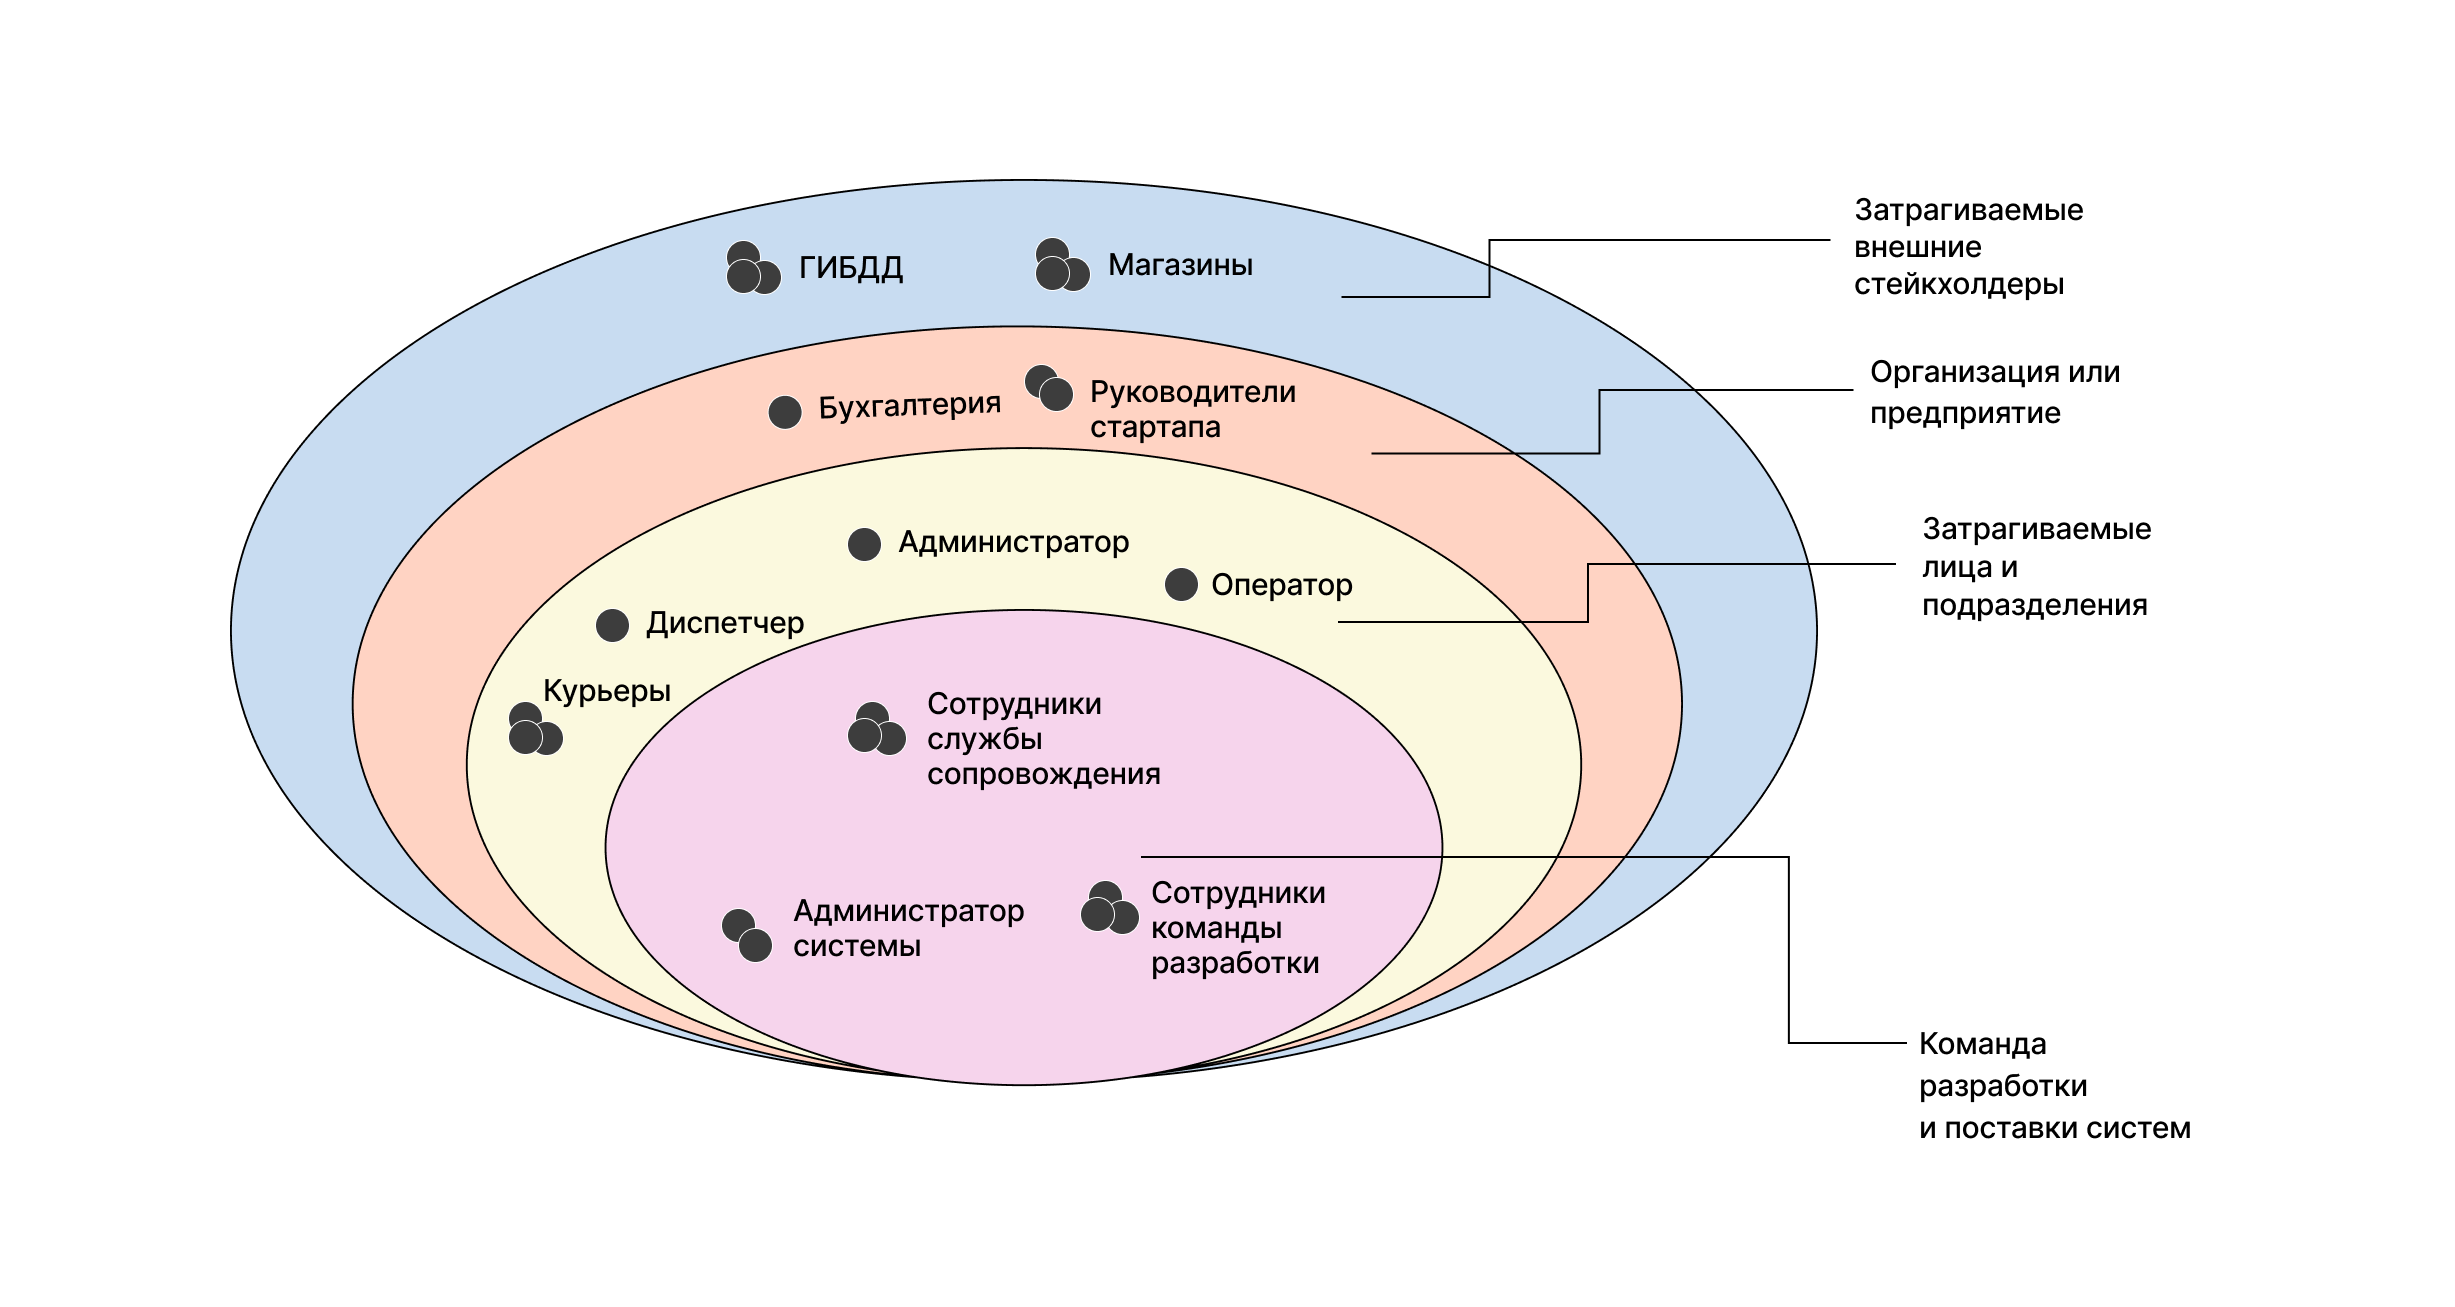 Затрагиваемые
внешние
стейкхолдеры
ГИБДД
Магазины
Организация или
предприятие
Бухгалтерия
Руководители
стартапа
Затрагиваемые
лица и
подразделения
Администратор
Оператор
Диспетчер
Курьеры
Сотрудники
службы
сопровождения
Администратор
системы
Сотрудники
команды
разработки
Команда
разработки
и поставки систем